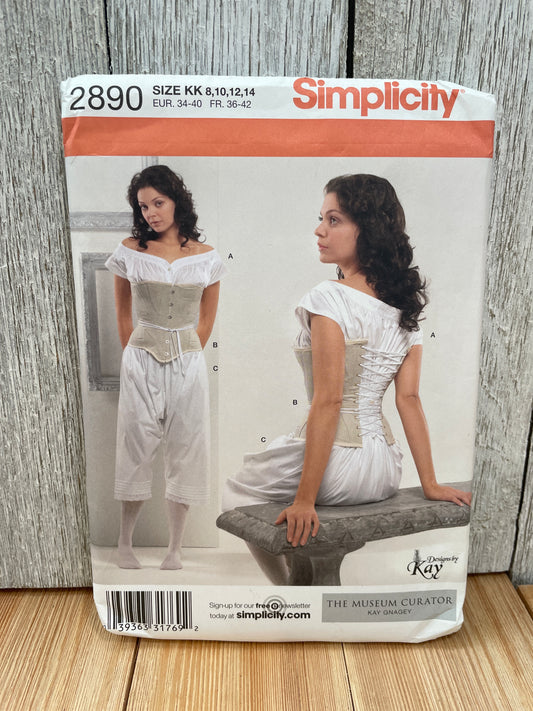 2890
SIZE KK 8,10,12,14
EUR. 34-40 FR. 36-42
Simplicity®
A
B
C
A
B
C
Designs by
Kay
39363 31769 2
Sign-up for our free newsletter
today at simplicity.com
THE MUSEUM CURATOR
KAY GNAGEY